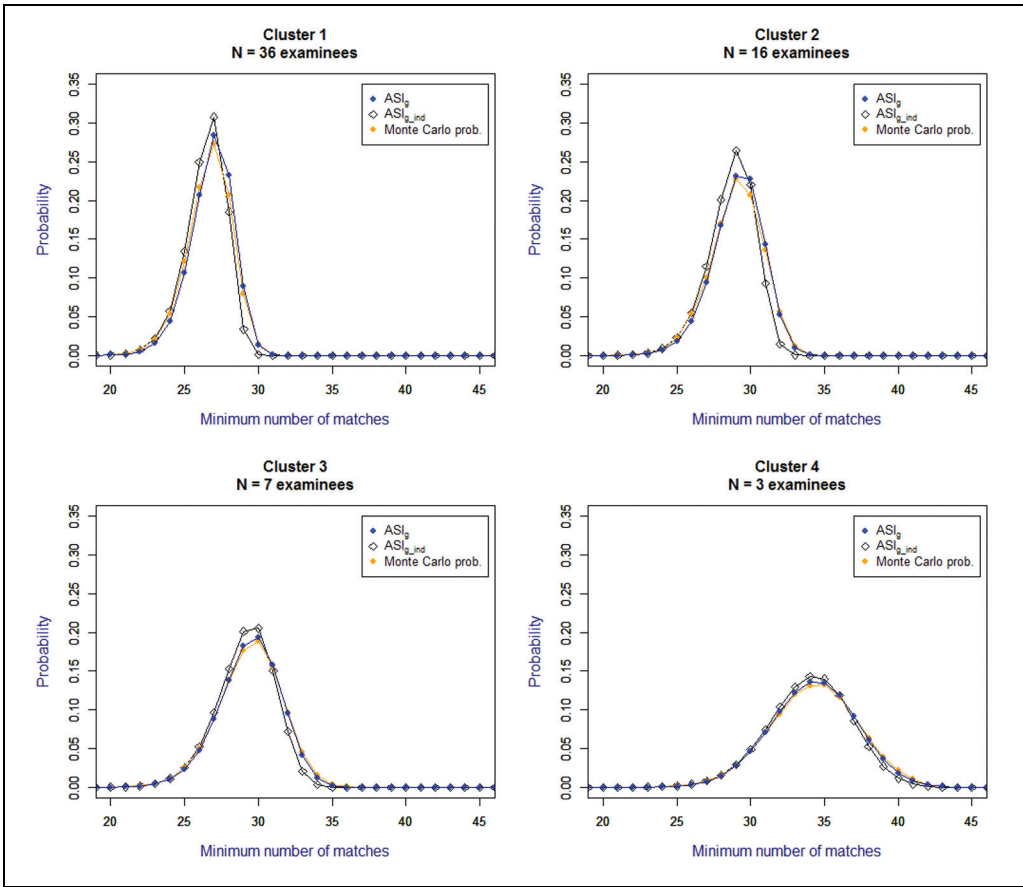 Cluster 1
N = 36 examinees
0.35
0.30
0.25
0.20
0.15
0.10
0.05
0.00
Probability
ASIg
ASIg_ind
Monte Carlo prob.
20 25 30 35 40 45
Minimum number of matches
Cluster 2
N = 16 examinees
0.35
0.30
0.25
0.20
0.15
0.10
0.05
0.00
Probability
ASIg
ASIg_ind
Monte Carlo prob.
20 25 30 35 40 45
Minimum number of matches
Cluster 3
N = 7 examinees
0.35
0.30
0.25
0.20
0.15
0.10
0.05
0.00
Probability
ASIg
ASIg_ind
Monte Carlo prob.
20 25 30 35 40 45
Minimum number of matches
Cluster 4
N = 3 examinees
0.35
0.30
0.25
0.20
0.15
0.10
0.05
0.00
Probability
ASIg
ASIg_ind
Monte Carlo prob.
20 25 30 35 40 45
Minimum number of matches